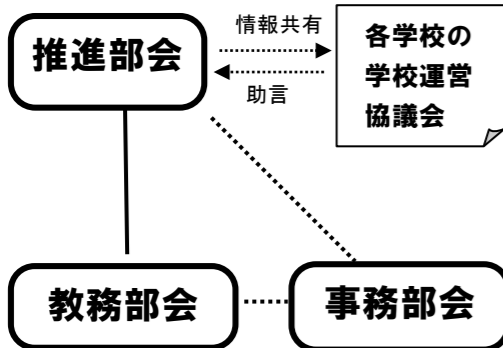 推進部会
情報共有
助言
各学校の
学校運営
協議会
教務部会
事務部会